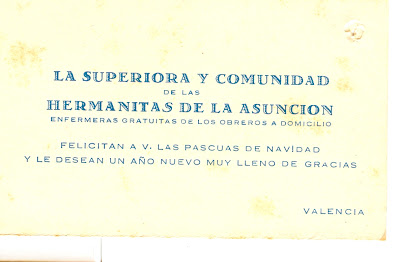 LA SUPERIORA Y COMUNIDAD
DE LAS
HERMANITAS DE LA ASUNCION
ENFERMERAS GRATUITAS DE LOS OBREROS A DOMICILIO
FELICITAN A V. LAS PASCUAS DE NAVIDAD
Y LE DESEAN UN AÑO NUEVO MUY LLENO DE GRACIAS
VALENCIA